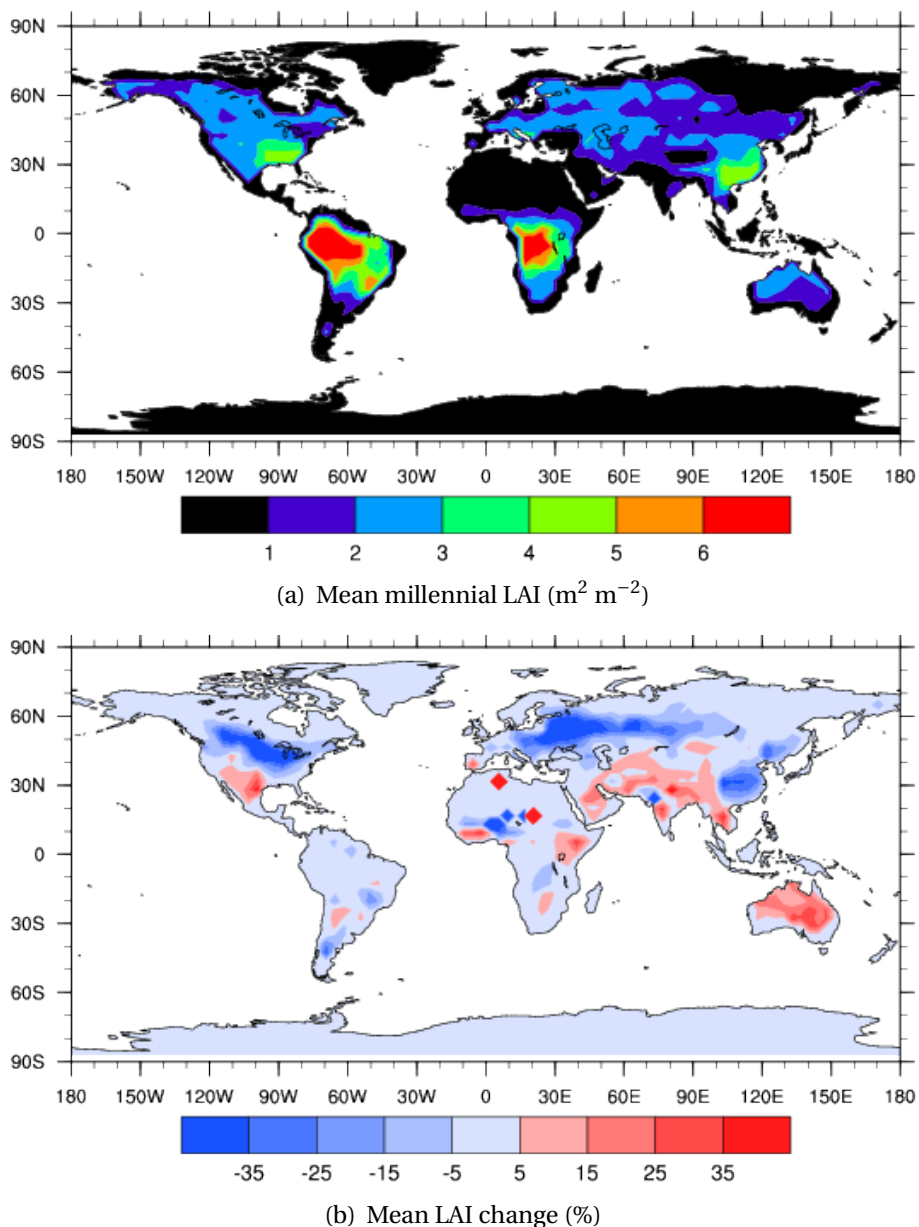 90N
60N
30N
0
30S
60S
90S
180 150W 120W 90W 60W 30W 0 30E 60E 90E 120E 150E 180
1 2 3 4 5 6
(a) Mean millennial LAI (m² m⁻²)
90N
60N
30N
0
30S
60S
90S
180 150W 120W 90W 60W 30W 0 30E 60E 90E 120E 150E 180
-35 -25 -15 -5 5 15 25 35
(b) Mean LAI change (%)